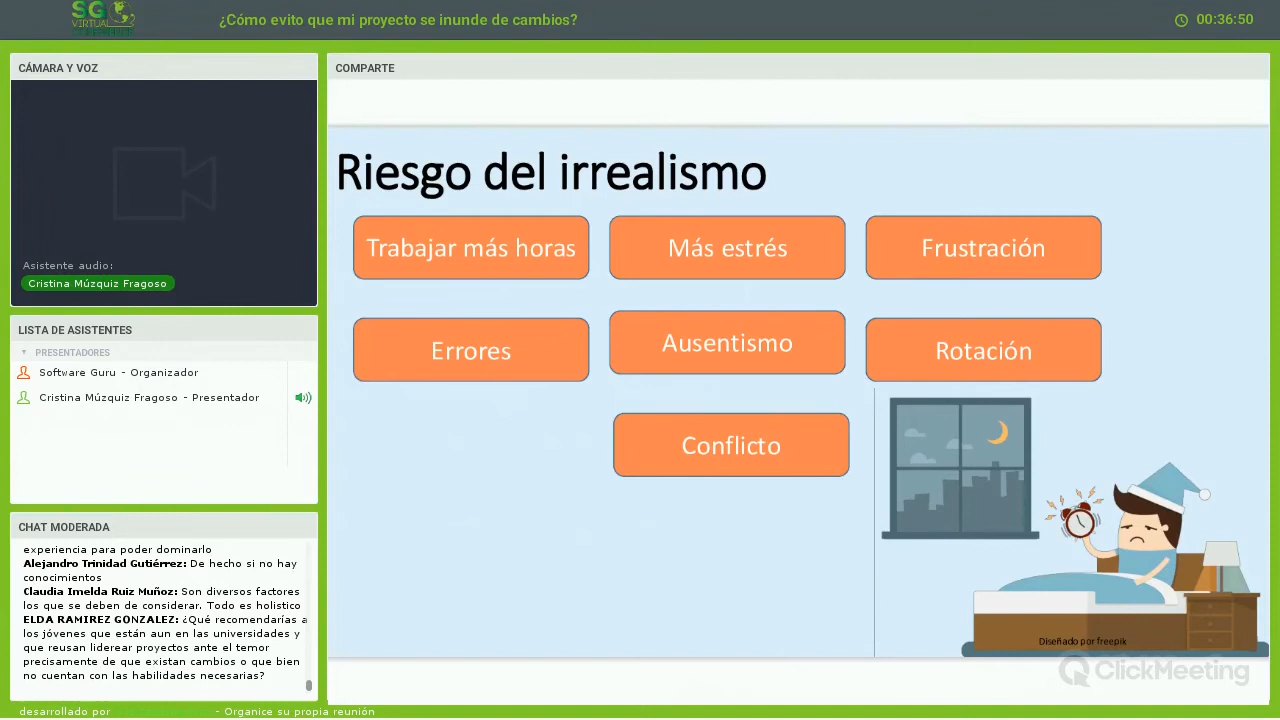 SG
VIRTUAL
¿Cómo evito que mi proyecto se inunde de cambios?
00:36:50
CÁMARA Y VOZ
Asistente audio:
Cristina Múzquiz Fragoso
LISTA DE ASISTENTES
PRESENTADORES
Software Guru - Organizador
Cristina Múzquiz Fragoso - Presentador
CHAT MODERADA
experiencia para poder dominarlo
Alejandro Trinidad Gutiérrez: De hecho si no hay
conocimientos
Claudia Imelda Ruiz Muñoz: Son diversos factores
los que se deben de considerar. Todo es holistico
ELDA RAMIREZ GONZALEZ: ¿Qué recomendarías a
los jóvenes que están aun en las universidades y
que reusan liderear proyectos ante el temor
precisamente de que existan cambios o que bien
no cuentan con las habilidades necesarias?
COMPARTE
Riesgo del irrealismo
Trabajar más horas
Más estrés
Frustración
Errores
Ausentismo
Rotación
Conflicto
Diseñado por freepik
ClickMeeting
desarrollado por
- Organice su propia reunión